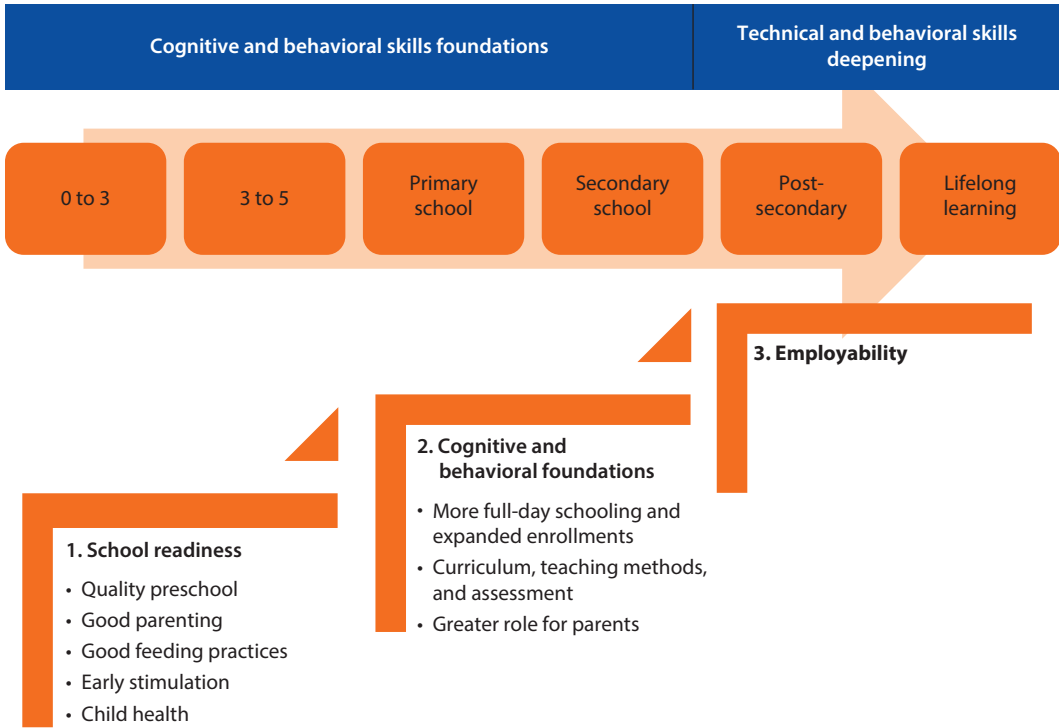 Cognitive and behavioral skills foundations
Technical and behavioral skills
deepening
0 to 3
3 to 5
Primary
school
Secondary
school
Post-
secondary
Lifelong
learning
3. Employability
2. Cognitive and
behavioral foundations
• More full-day schooling and
expanded enrollments
• Curriculum, teaching methods,
and assessment
• Greater role for parents
1. School readiness
• Quality preschool
• Good parenting
• Good feeding practices
• Early stimulation
• Child health